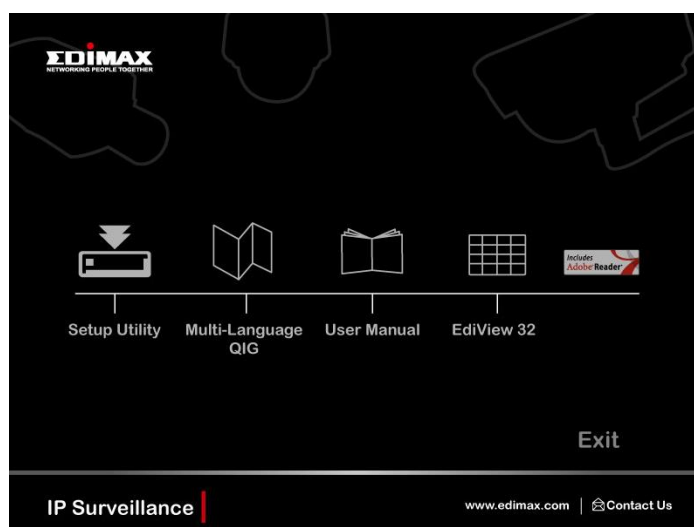 EDIMAX
NETWORKING PEOPLE TOGETHER
Includes
Adobe Reader
Setup Utility
Multi-Language
QIG
User Manual
EdiView 32
Exit
IP Surveillance
www.edimax.com
Contact Us